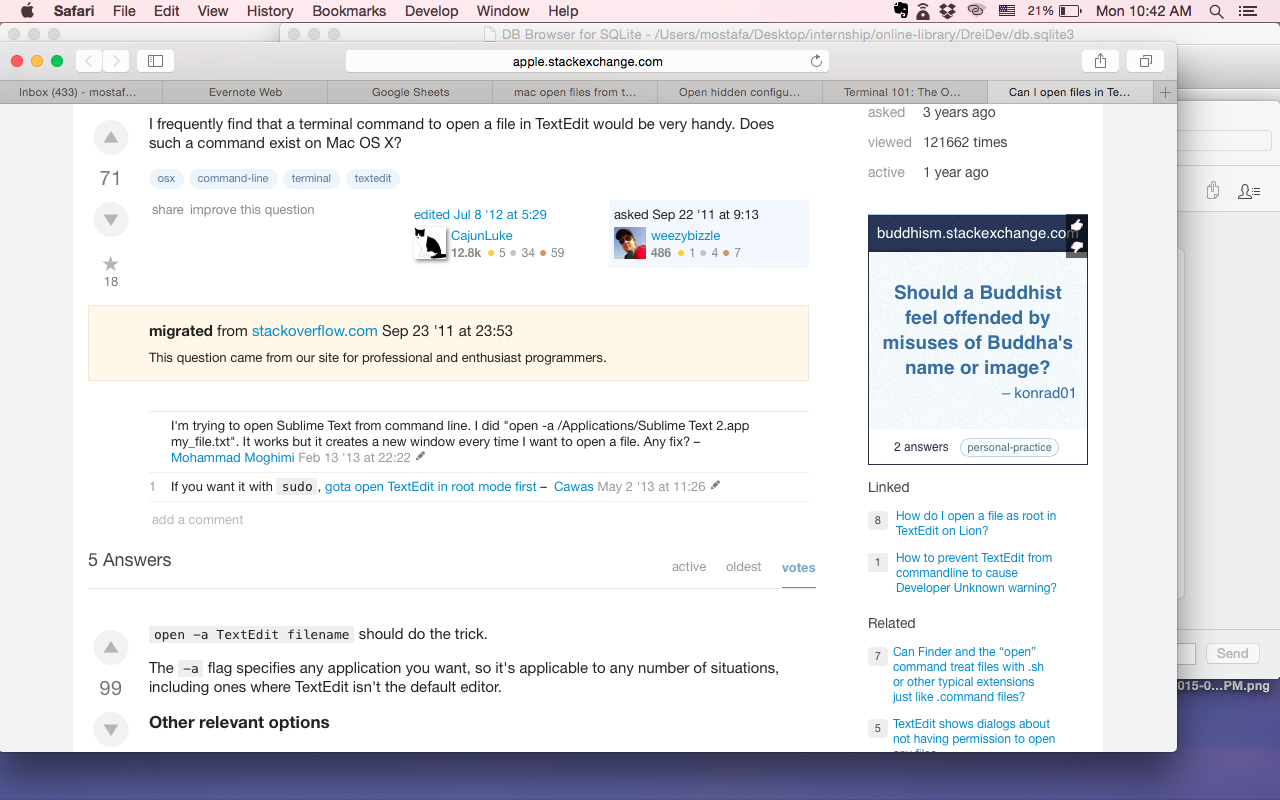 Safari File Edit View History Bookmarks Develop Window Help 21% Mon 10:42 AM
DB Browser for SQLite - /Users/mostafa/Desktop/internship/online-library/DreiDev/db.sqlite3
apple.stackexchange.com
Inbox (433) - mostaf... Evernote Web Google Sheets mac open files from t... Open hidden configu... Terminal 101: The O... Can I open files in Te...
I frequently find that a terminal command to open a file in TextEdit would be very handy. Does
such a command exist on Mac OS X?
71
osx command-line terminal textedit
share improve this question
edited Jul 8 '12 at 5:29
CajunLuke
12.8k 5 34 59
asked Sep 22 '11 at 9:13
weezybizzle
486 1 4 7
18
migrated from stackoverflow.com Sep 23 '11 at 23:53
This question came from our site for professional and enthusiast programmers.
I'm trying to open Sublime Text from command line. I did "open -a /Applications/Sublime Text 2.app
my_file.txt". It works but it creates a new window every time I want to open a file. Any fix? –
Mohammad Moghimi Feb 13 '13 at 22:22
1 If you want it with sudo, gota open TextEdit in root mode first – Cawas May 2 '13 at 11:26
add a comment
5 Answers
active oldest votes
open -a TextEdit filename should do the trick.
The -a flag specifies any application you want, so it's applicable to any number of situations,
including ones where TextEdit isn't the default editor.
99
Other relevant options
asked 3 years ago
viewed 121662 times
active 1 year ago
buddhism.stackexchange.com
Should a Buddhist
feel offended by
misuses of Buddha's
name or image?
– konrad01
2 answers personal-practice
Linked
8 How do I open a file as root in
TextEdit on Lion?
1 How to prevent TextEdit from
commandline to cause
Developer Unknown warning?
Related
7 Can Finder and the “open”
command treat files with .sh
or other typical extensions
just like .command files?
5 TextEdit shows dialogs about
not having permission to open
any files
Send
015-0...PM.png